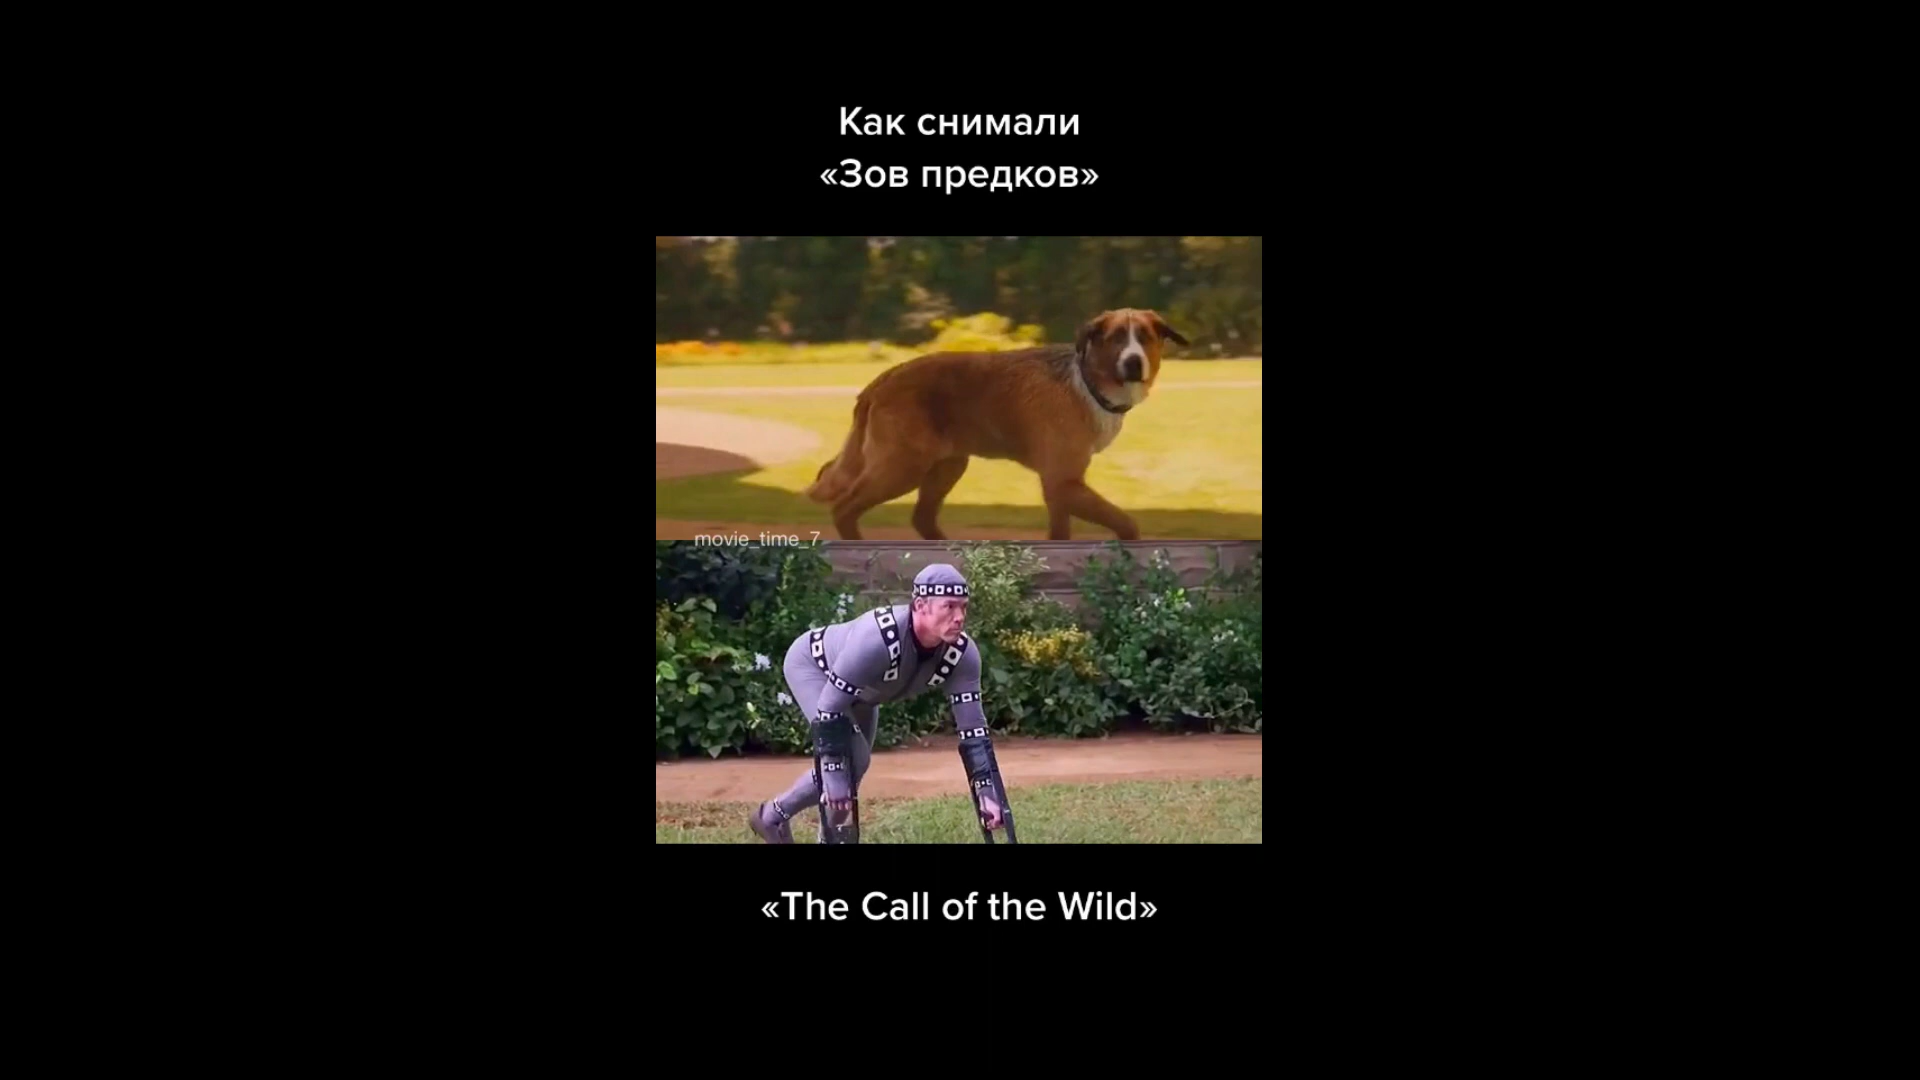 Как снимали
«Зов предков»
movie_time_7
«The Call of the Wild»